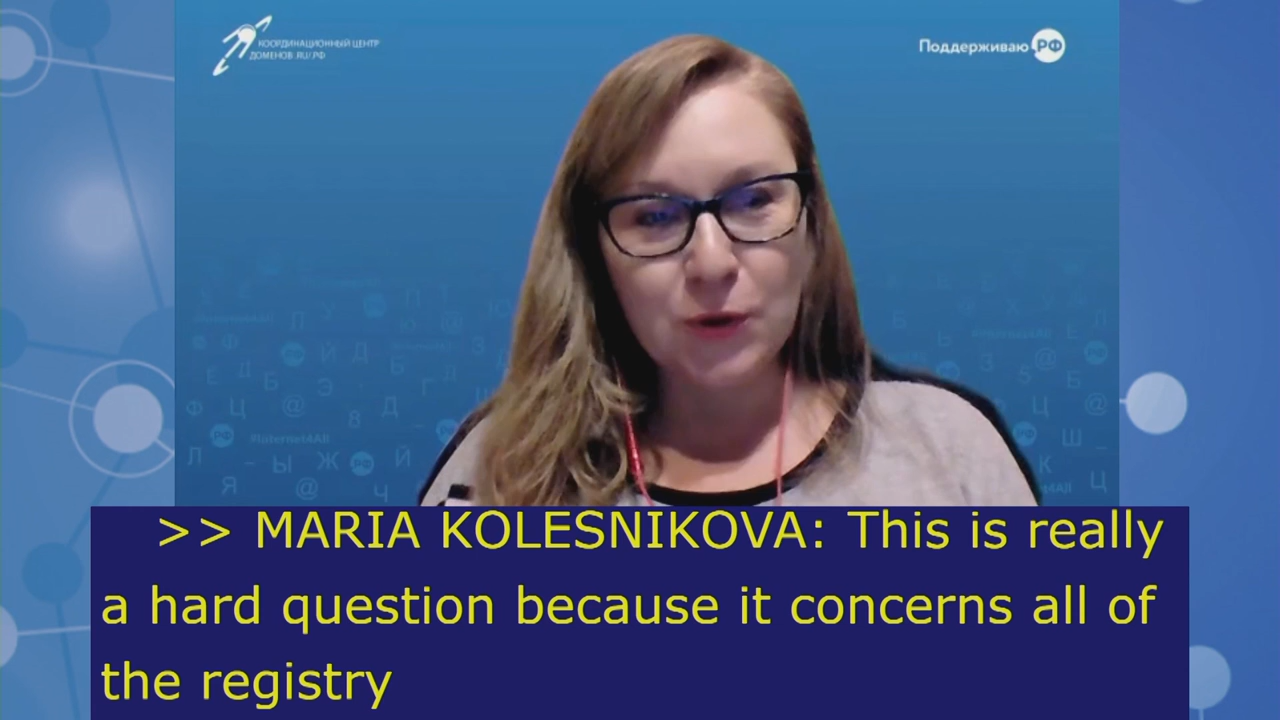 КООРДИНАЦИОННЫЙ ЦЕНТР
ДОМЕНОВ .RU/.РФ
Поддерживаю РФ
#Internet4All
>> MARIA KOLESNIKOVA: This is really
a hard question because it concerns all of
the registry